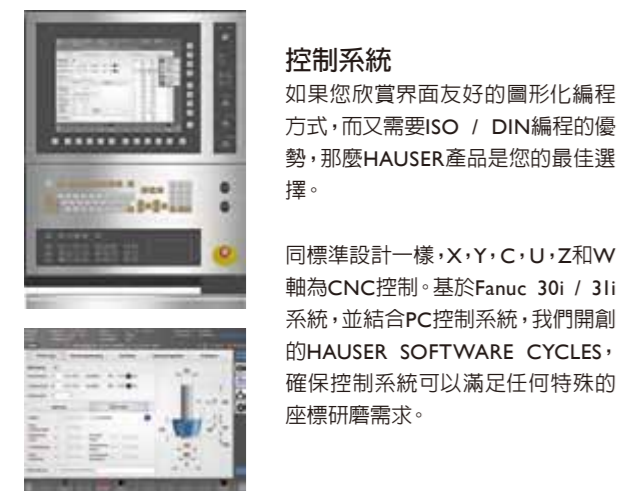 控制系統
如果您欣賞界面友好的圖形化編程
方式，而又需要ISO / DIN編程的優
勢，那麼HAUSER產品是您的最佳選
擇。
同標準設計一樣，X，Y，C，U，Z和W
軸為CNC控制。基於Fanuc 30i / 31i
系統，並結合PC控制系統，我們開創
的HAUSER SOFTWARE CYCLES，
確保控制系統可以滿足任何特殊的
座標研磨需求。